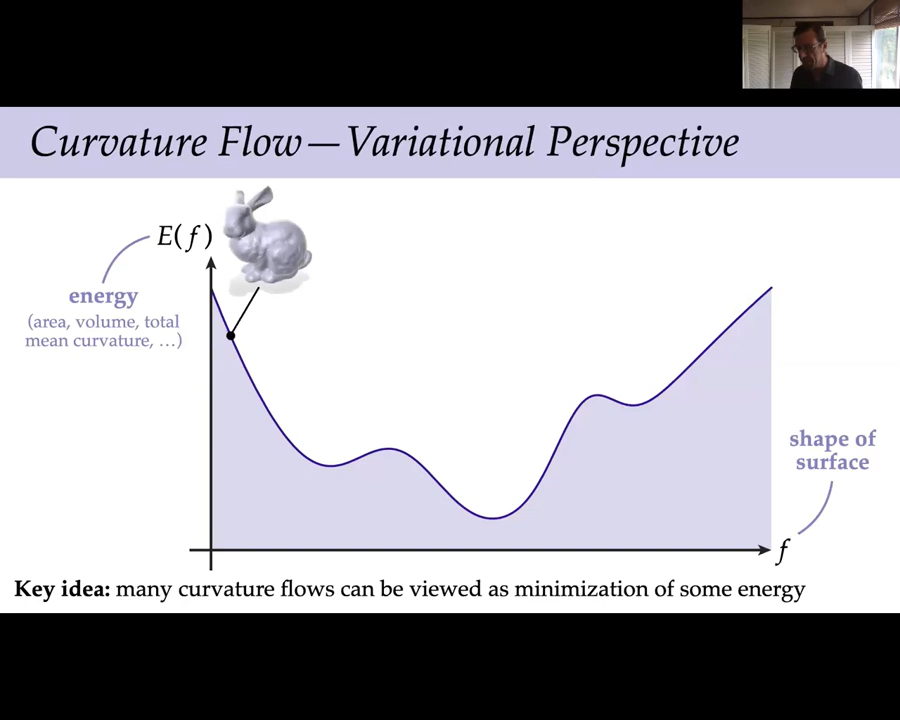 Curvature Flow—Variational Perspective
E(f)
energy
(area, volume, total
mean curvature, …)
shape of
surface
f
Key idea: many curvature flows can be viewed as minimization of some energy